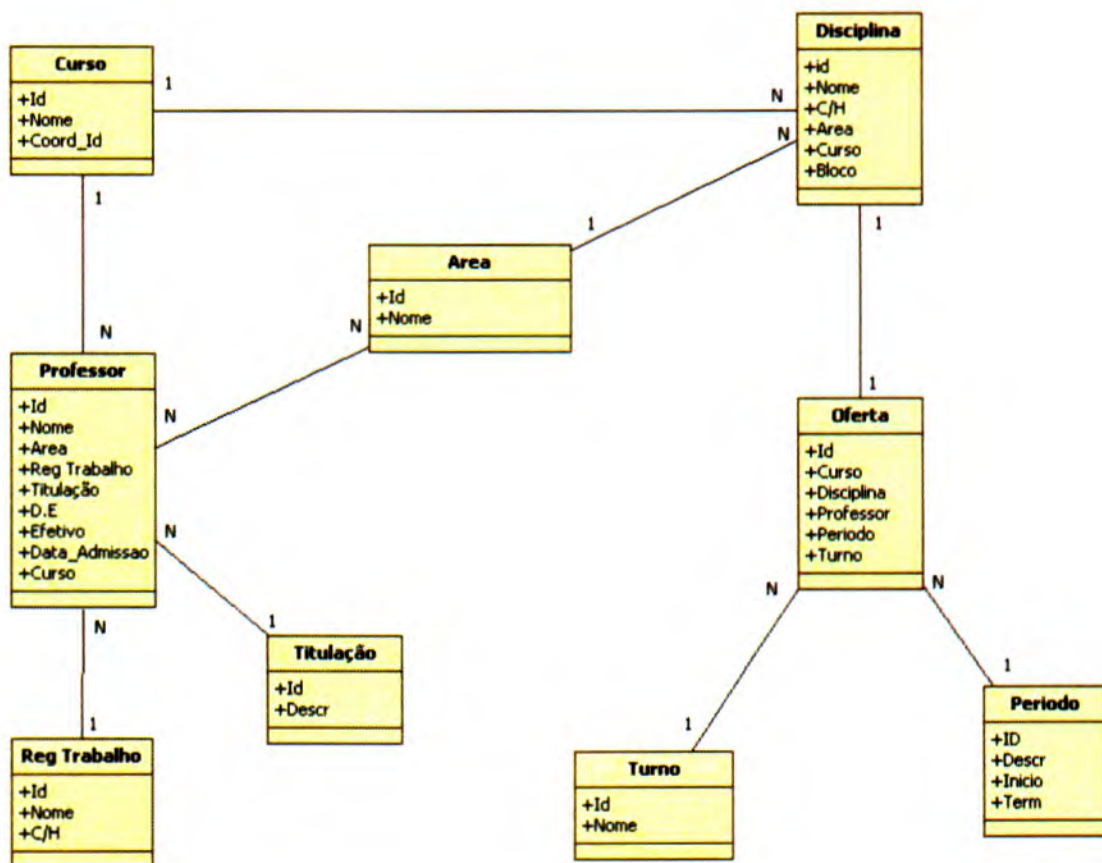 Curso
+Id
+Nome
+Coord_Id
1
N
Disciplina
+id
+Nome
+C/H
+Area
+Curso
+Bloco
N
1
1
1
Area
+Id
+Nome
N
N
N
Professor
+Id
+Nome
+Area
+Reg Trabalho
+Titulação
+D.E
+Efetivo
+Data_Admissao
+Curso
N
N
1
1
Oferta
+Id
+Curso
+Disciplina
+Professor
+Periodo
+Turno
N
N
1
1
Titulação
+Id
+Descr
Reg Trabalho
+Id
+Nome
+C/H
Turno
+Id
+Nome
Periodo
+ID
+Descr
+Inicio
+Term